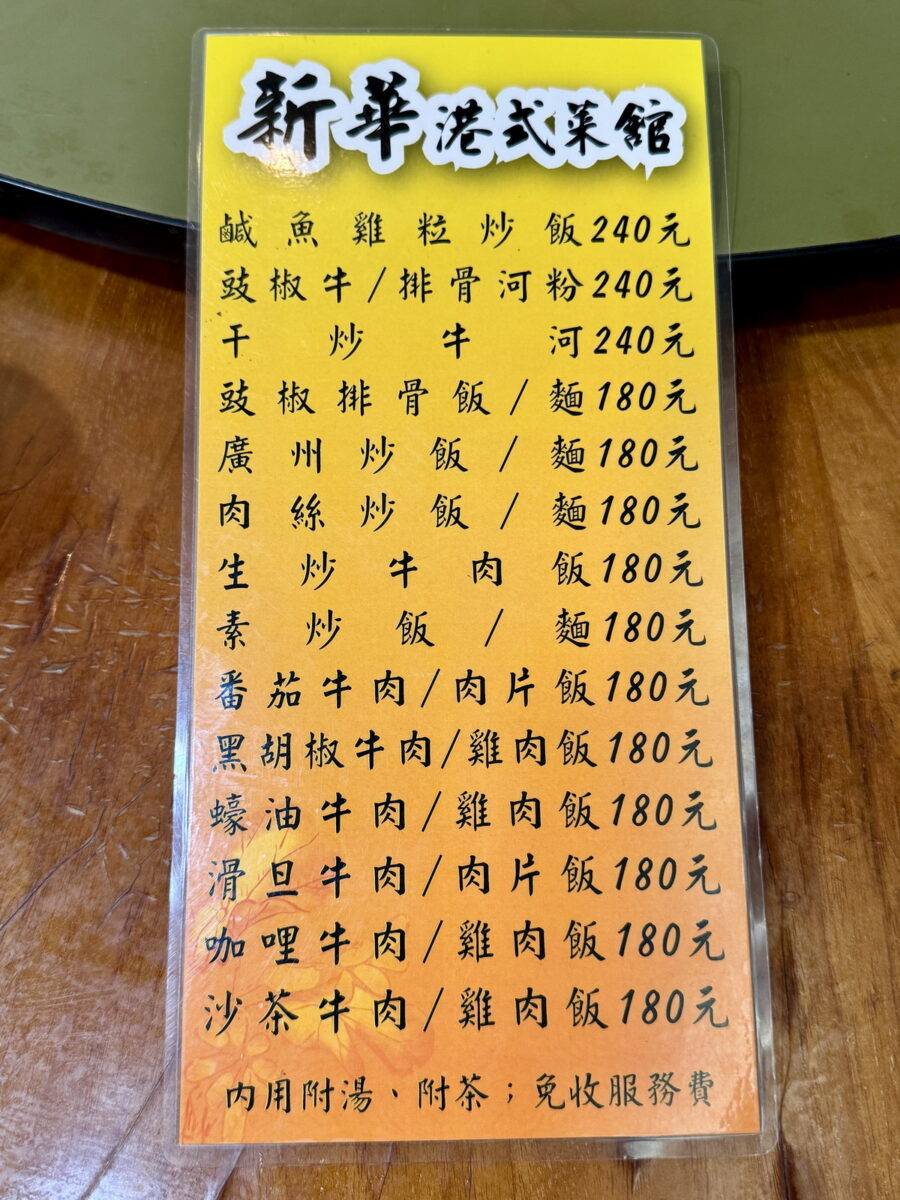 新華港式菜館
鹹魚雞粒炒飯240元
豉椒牛/排骨河粉240元
干炒牛河240元
豉椒排骨飯/麵180元
廣州炒飯/麵180元
肉絲炒飯/麵180元
生炒牛肉飯180元
素炒飯/麵180元
番茄牛肉/肉片飯180元
黑胡椒牛肉/雞肉飯180元
蠔油牛肉/雞肉飯180元
滑旦牛肉/肉片飯180元
咖哩牛肉/雞肉飯180元
沙茶牛肉/雞肉飯180元
內用附湯、附茶；免收服務費